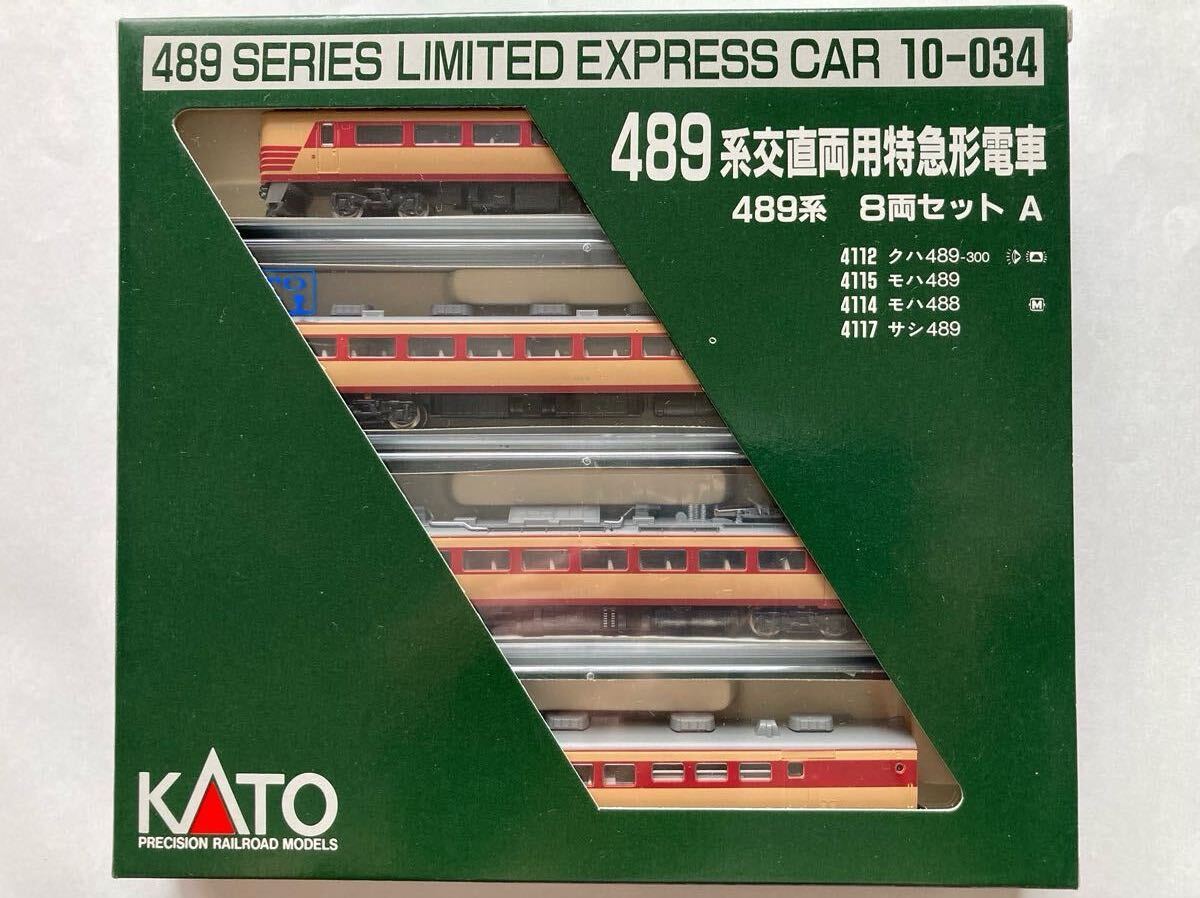 489 SERIES LIMITED EXPRESS CAR 10-034
489系交直両用特急形電車
489系 8両セット A
4112 クハ489-300
4115 モハ489
4114 モハ488 M
4117 サシ489
KATO
PRECISION RAILROAD MODELS